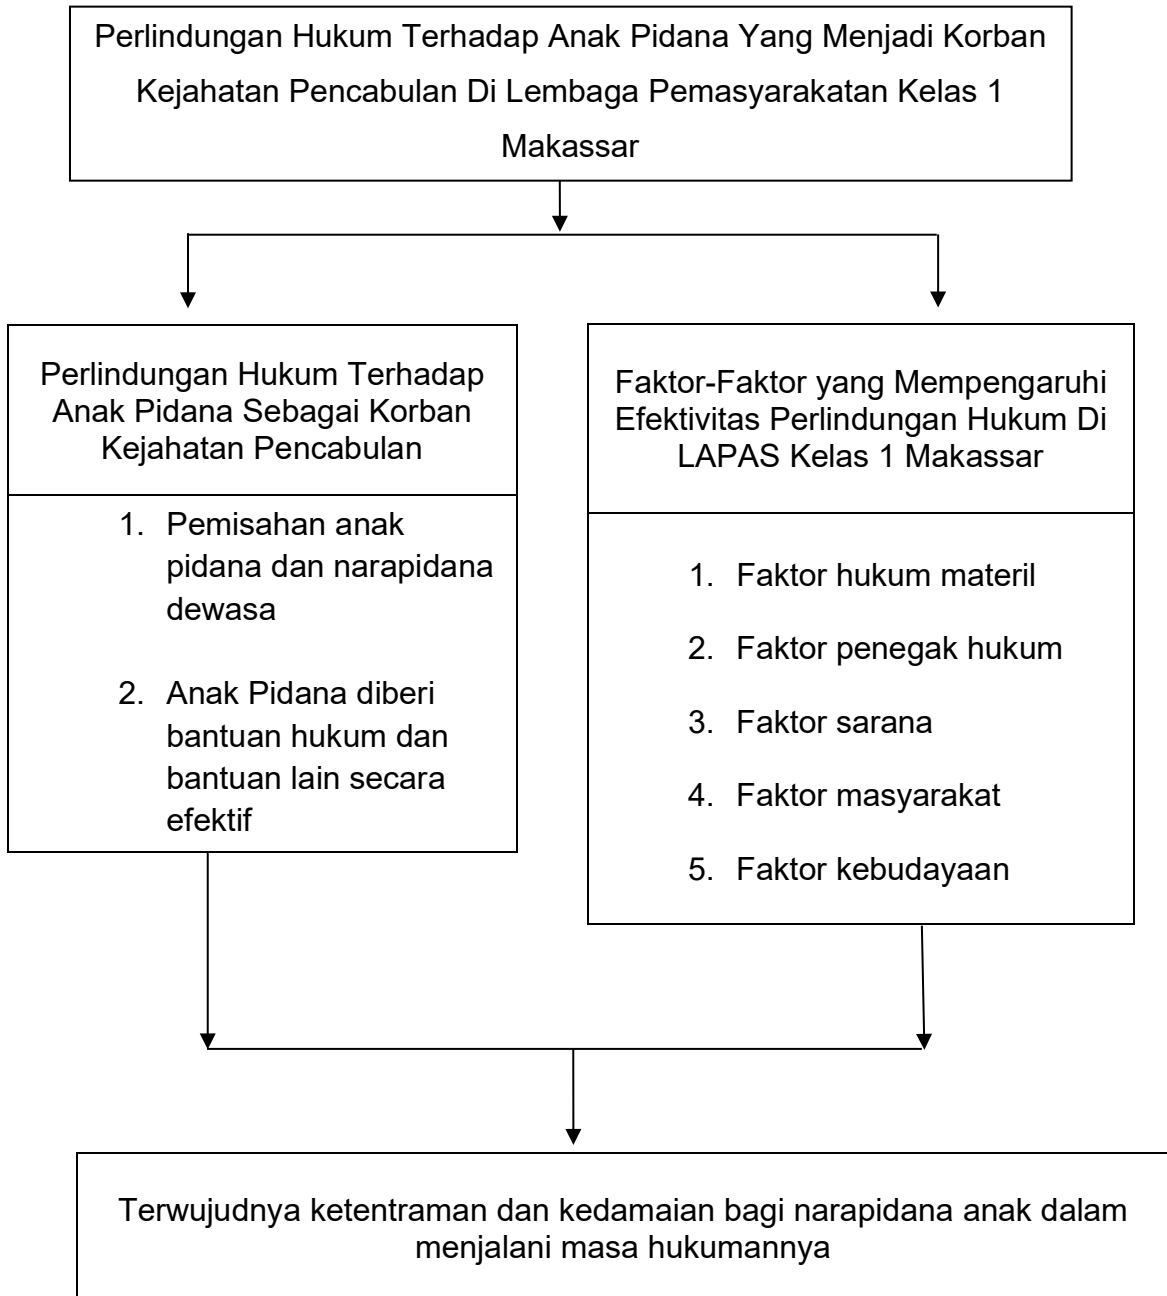 Perlindungan Hukum Terhadap Anak Pidana Yang Menjadi Korban
Kejahatan Pencabulan Di Lembaga Pemasyarakatan Kelas 1
Makassar
Perlindungan Hukum Terhadap
Anak Pidana Sebagai Korban
Kejahatan Pencabulan
1. Pemisahan anak
pidana dan narapidana
dewasa
2. Anak Pidana diberi
bantuan hukum dan
bantuan lain secara
efektif
Faktor-Faktor yang Mempengaruhi
Efektivitas Perlindungan Hukum Di
LAPAS Kelas 1 Makassar
1. Faktor hukum materil
2. Faktor penegak hukum
3. Faktor sarana
4. Faktor masyarakat
5. Faktor kebudayaan
Terwujudnya ketentraman dan kedamaian bagi narapidana anak dalam
menjalani masa hukumannya